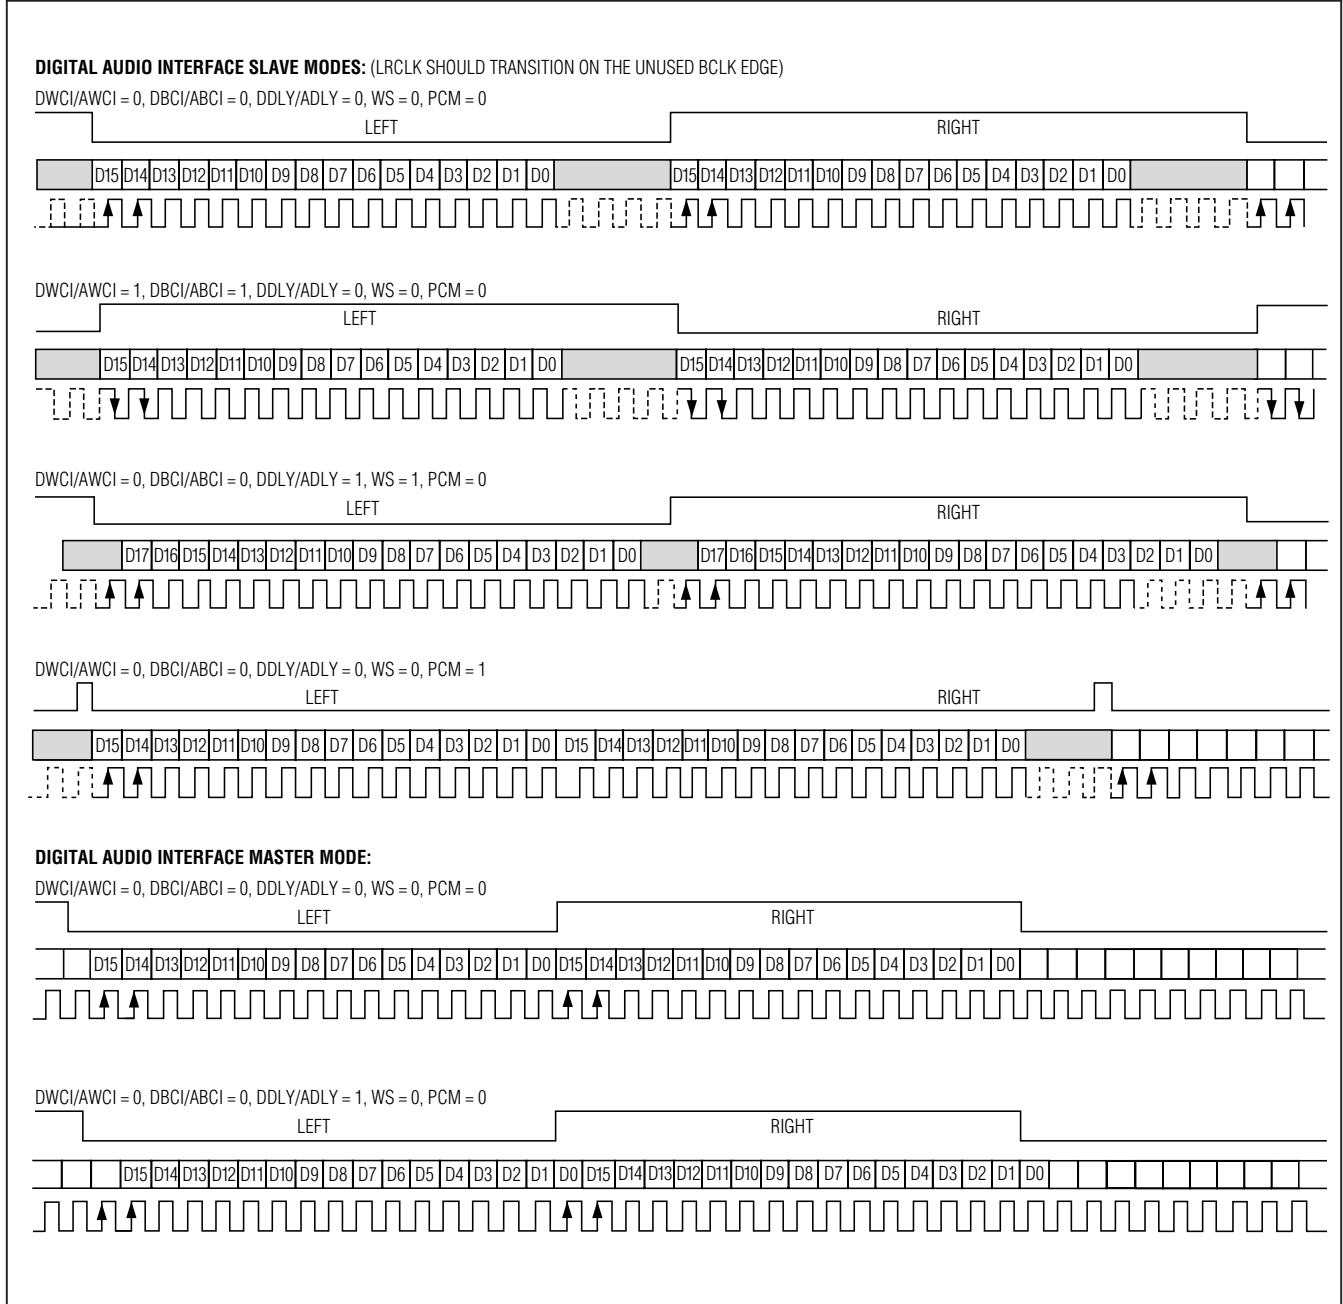 DIGITAL AUDIO INTERFACE SLAVE MODES: (LRCLK SHOULD TRANSITION ON THE UNUSED BCLK EDGE)
DWCI/AWCI = 0, DBCI/ABCI = 0, DDLY/ADLY = 0, WS = 0, PCM = 0
LEFT RIGHT
D15 D14 D13 D12 D11 D10 D9 D8 D7 D6 D5 D4 D3 D2 D1 D0 D15 D14 D13 D12 D11 D10 D9 D8 D7 D6 D5 D4 D3 D2 D1 D0
DWCI/AWCI = 1, DBCI/ABCI = 1, DDLY/ADLY = 0, WS = 0, PCM = 0
LEFT RIGHT
D15 D14 D13 D12 D11 D10 D9 D8 D7 D6 D5 D4 D3 D2 D1 D0 D15 D14 D13 D12 D11 D10 D9 D8 D7 D6 D5 D4 D3 D2 D1 D0
DWCI/AWCI = 0, DBCI/ABCI = 0, DDLY/ADLY = 1, WS = 1, PCM = 0
LEFT RIGHT
D17 D16 D15 D14 D13 D12 D11 D10 D9 D8 D7 D6 D5 D4 D3 D2 D1 D0 D17 D16 D15 D14 D13 D12 D11 D10 D9 D8 D7 D6 D5 D4 D3 D2 D1 D0
DWCI/AWCI = 0, DBCI/ABCI = 0, DDLY/ADLY = 0, WS = 0, PCM = 1
LEFT RIGHT
D15 D14 D13 D12 D11 D10 D9 D8 D7 D6 D5 D4 D3 D2 D1 D0 D15 D14 D13 D12 D11 D10 D9 D8 D7 D6 D5 D4 D3 D2 D1 D0
DIGITAL AUDIO INTERFACE MASTER MODE:
DWCI/AWCI = 0, DBCI/ABCI = 0, DDLY/ADLY = 0, WS = 0, PCM = 0
LEFT RIGHT
D15 D14 D13 D12 D11 D10 D9 D8 D7 D6 D5 D4 D3 D2 D1 D0 D15 D14 D13 D12 D11 D10 D9 D8 D7 D6 D5 D4 D3 D2 D1 D0
DWCI/AWCI = 0, DBCI/ABCI = 0, DDLY/ADLY = 1, WS = 0, PCM = 0
LEFT RIGHT
D15 D14 D13 D12 D11 D10 D9 D8 D7 D6 D5 D4 D3 D2 D1 D0 D15 D14 D13 D12 D11 D10 D9 D8 D7 D6 D5 D4 D3 D2 D1 D0